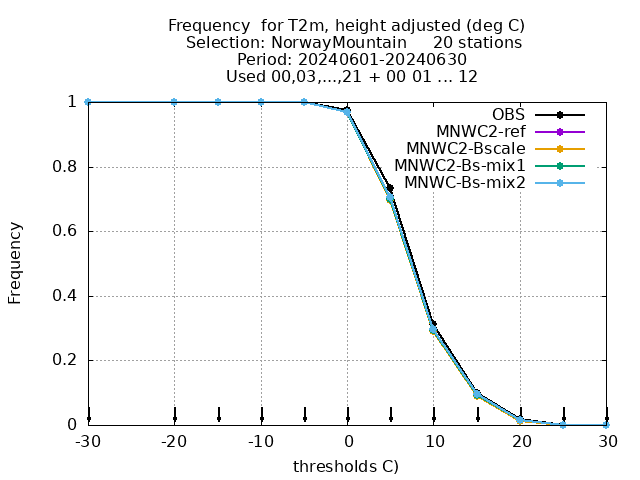 Frequency  for T2m, height adjusted (deg C)
Selection: NorwayMountain     20 stations
Period: 20240601-20240630
Used 00,03,...,21 + 00 01 ... 12
OBS
MNWC2-ref
MNWC2-Bscale
MNWC2-Bs-mix1
MNWC-Bs-mix2
1
0.8
0.6
0.4
0.2
0
Frequency
-30 -20 -10 0 10 20 30
thresholds C)